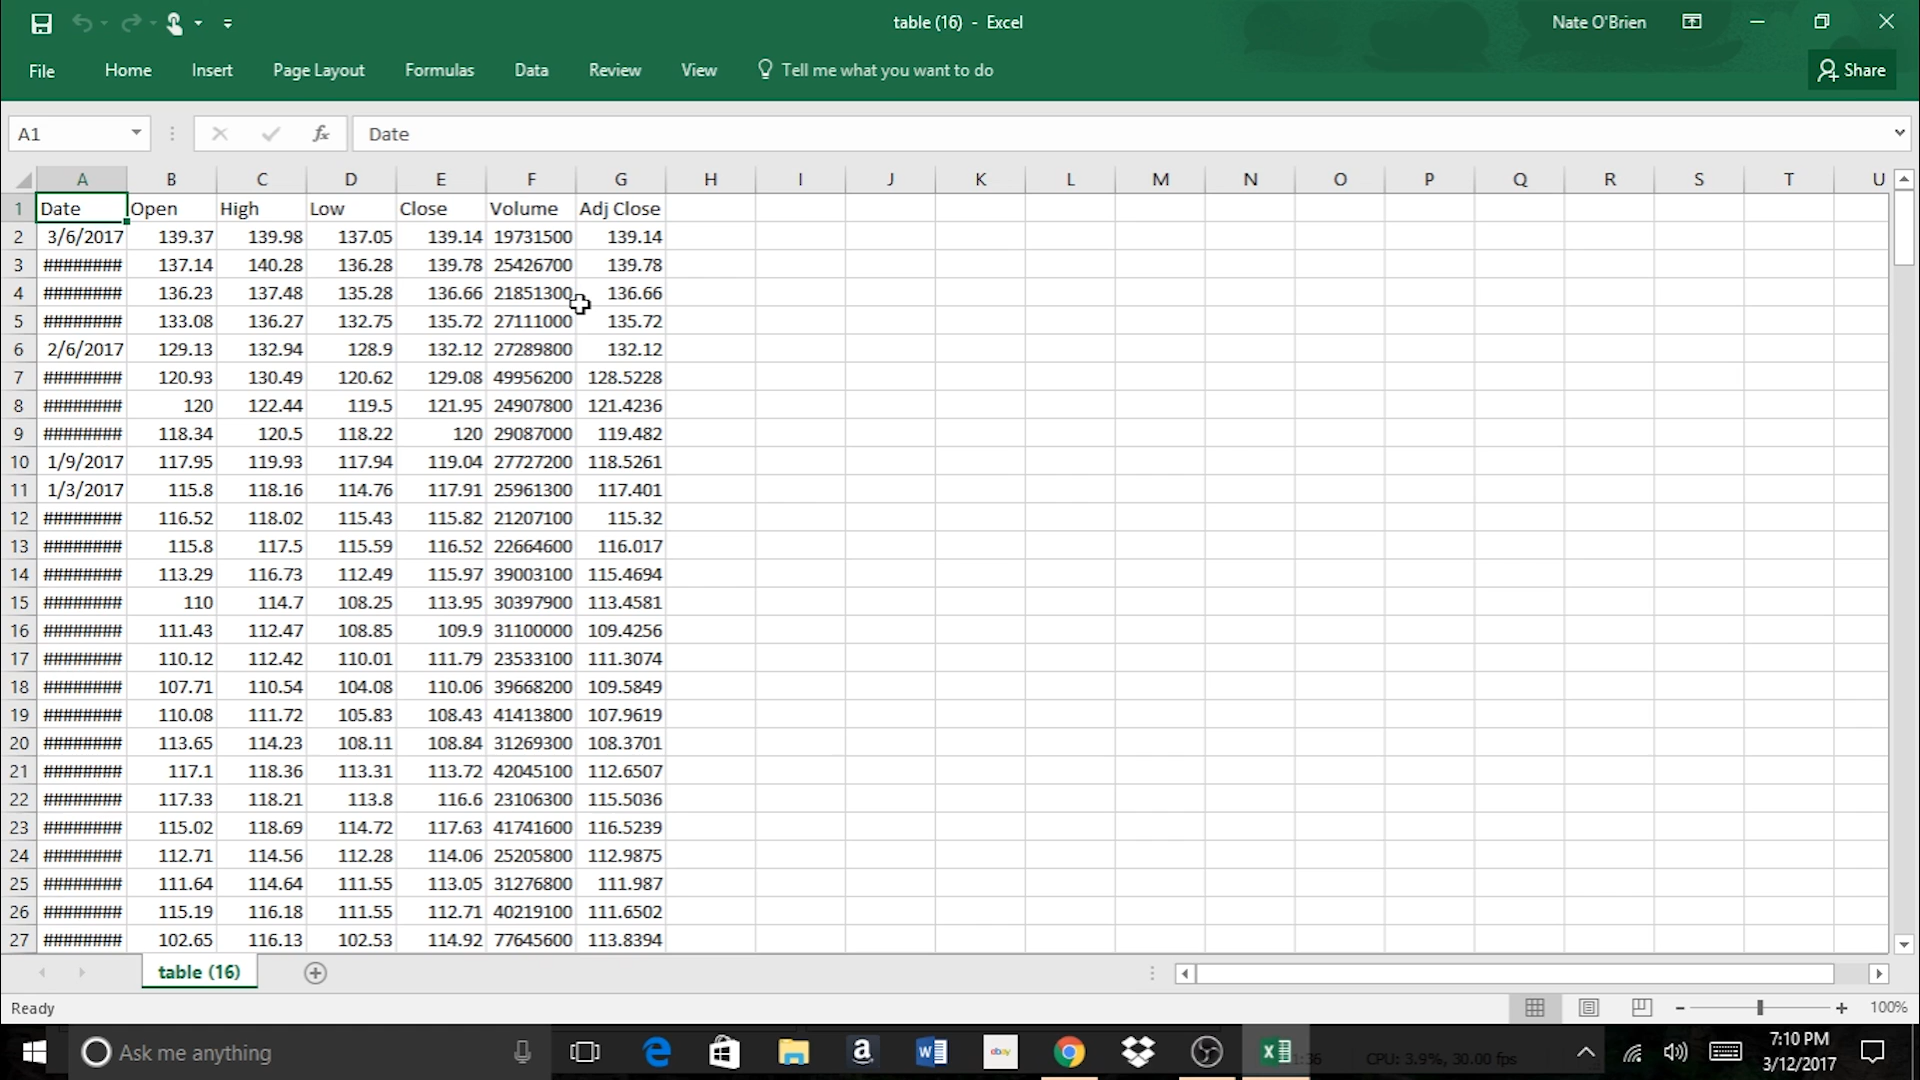 table (16) - Excel
Nate O'Brien
File Home Insert Page Layout Formulas Data Review View Tell me what you want to do Share
A1 fx Date
A B C D E F G H I J K L M N O P Q R S T U
1 Date Open High Low Close Volume Adj Close
2 3/6/2017 139.37 139.98 137.05 139.14 19731500 139.14
3 ######## 137.14 140.28 136.28 139.78 25426700 139.78
4 ######## 136.23 137.48 135.28 136.66 21851300 136.66
5 ######## 133.08 136.27 132.75 135.72 27111000 135.72
6 2/6/2017 129.13 132.94 128.9 132.12 27289800 132.12
7 ######## 120.93 130.49 120.62 129.08 49956200 128.5228
8 ######## 120 122.44 119.5 121.95 24907800 121.4236
9 ######## 118.34 120.5 118.22 120 29087000 119.482
10 1/9/2017 117.95 119.93 117.94 119.04 27727200 118.5261
11 1/3/2017 115.8 118.16 114.76 117.91 25961300 117.401
12 ######## 116.52 118.02 115.43 115.82 21207100 115.32
13 ######## 115.8 117.5 115.59 116.52 22664600 116.017
14 ######## 113.29 116.73 112.49 115.97 39003100 115.4694
15 ######## 110 114.7 108.25 113.95 30397900 113.4581
16 ######## 111.43 112.47 108.85 109.9 31100000 109.4256
17 ######## 110.12 112.42 110.01 111.79 23533100 111.3074
18 ######## 107.71 110.54 104.08 110.06 39668200 109.5849
19 ######## 110.08 111.72 105.83 108.43 41413800 107.9619
20 ######## 113.65 114.23 108.11 108.84 31269300 108.3701
21 ######## 117.1 118.36 113.31 113.72 42045100 112.6507
22 ######## 117.33 118.21 113.8 116.6 23106300 115.5036
23 ######## 115.02 118.69 114.72 117.63 41741600 116.5239
24 ######## 112.71 114.56 112.28 114.06 25205800 112.9875
25 ######## 111.64 114.64 111.55 113.05 31276800 111.987
26 ######## 115.19 116.18 111.55 112.71 40219100 111.6502
27 ######## 102.65 116.13 102.53 114.92 77645600 113.8394
table (16)
Ready
100%
Ask me anything
ebay
CPU: 3.9%, 30.00 fps
7:10 PM
3/12/2017